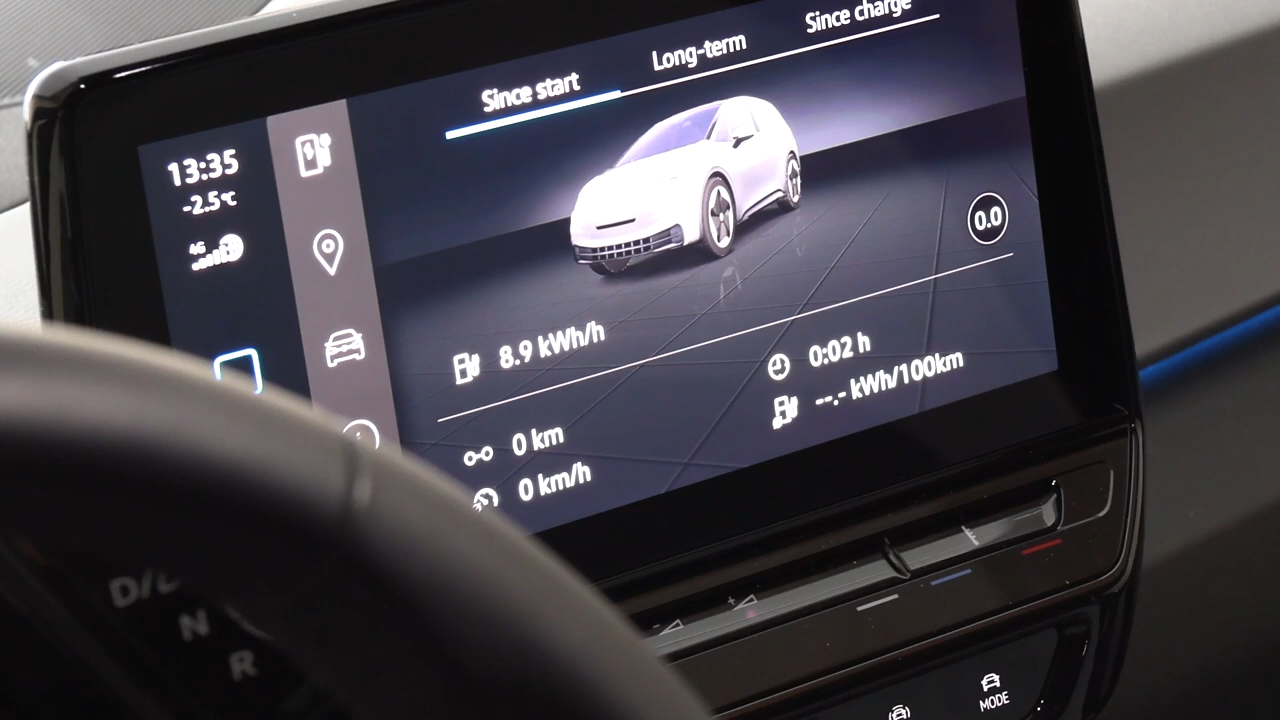 Since start
Long-term
Since charge
13:35
-2.5℃
4G
0.0
8.9 kWh/h
0:02 h
--.- kWh/100km
0 km
0 km/h
D/
N
R
MODE